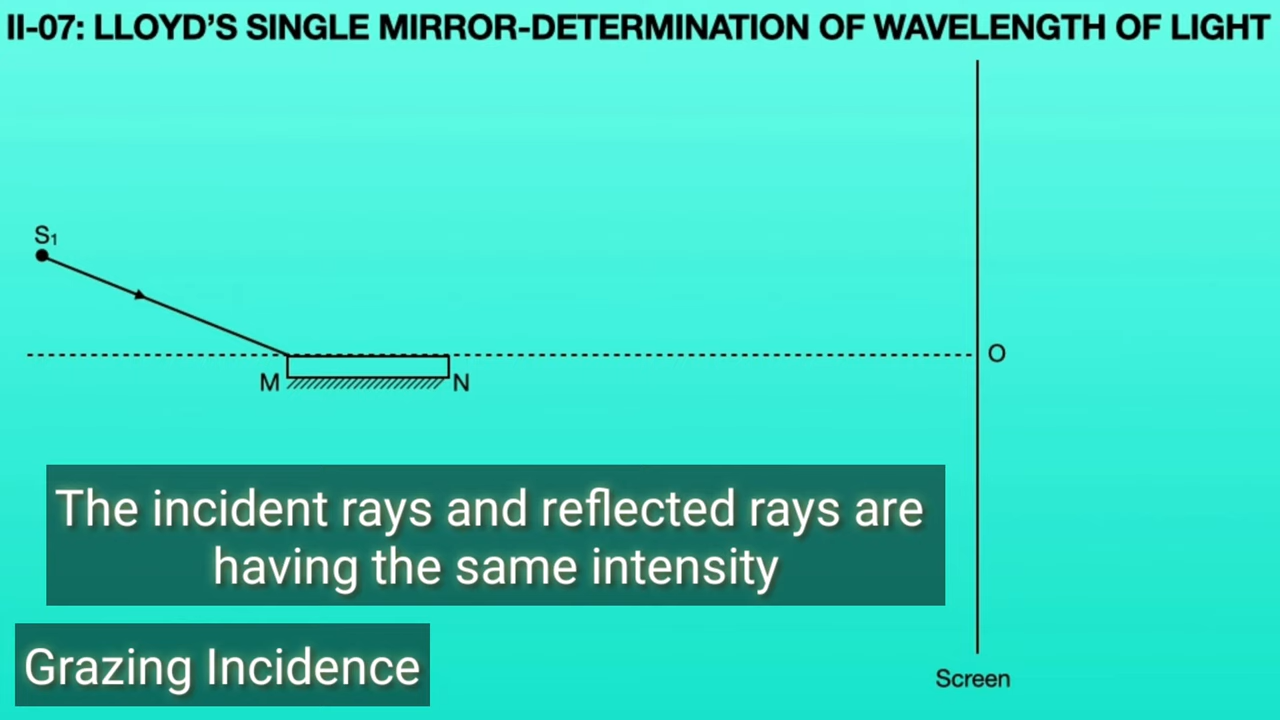 II-07: LLOYD’S SINGLE MIRROR-DETERMINATION OF WAVELENGTH OF LIGHT
S₁
O
M
N
The incident rays and reflected rays are
having the same intensity
Grazing Incidence
Screen